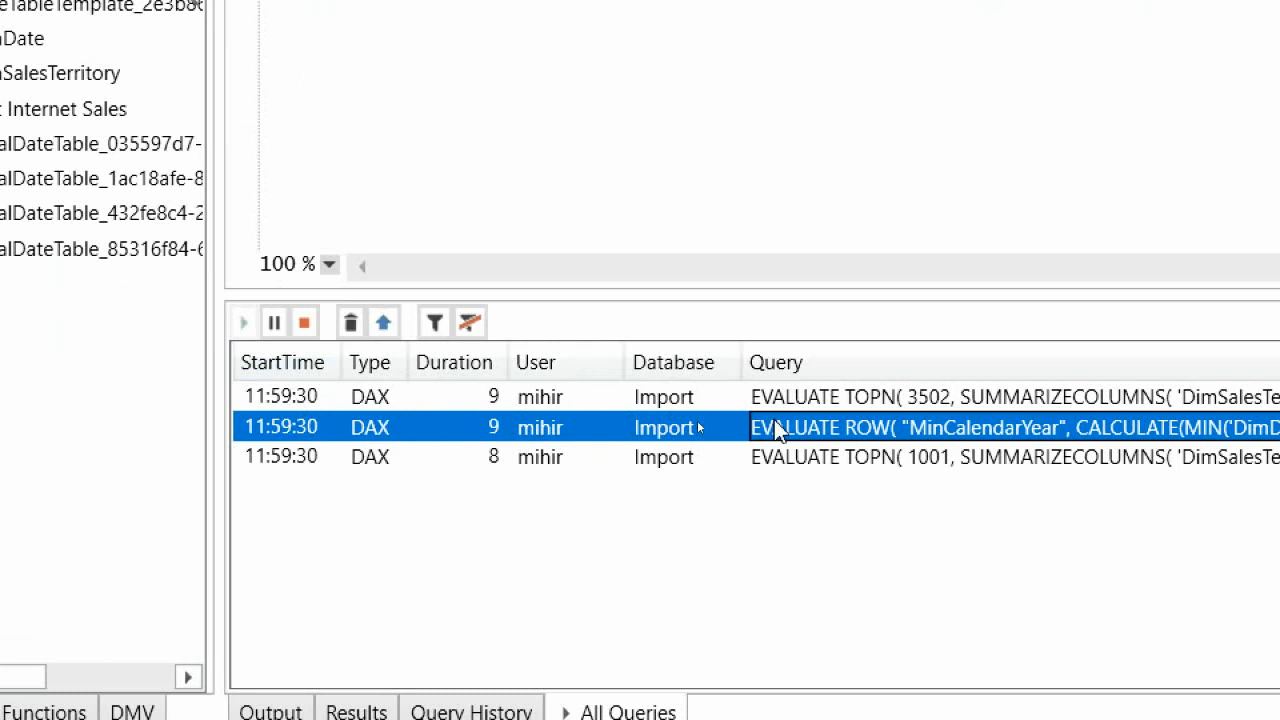 eTableTemplate_2e3b8
nDate
nSalesTerritory
t Internet Sales
alDateTable_035597d7-
alDateTable_1ac18afe-8
alDateTable_432fe8c4-2
alDateTable_85316f84-6
100 %
StartTime Type Duration User Database Query
11:59:30 DAX 9 mihir Import EVALUATE TOPN( 3502, SUMMARIZECOLUMNS( 'DimSalesTe
11:59:30 DAX 9 mihir Import EVALUATE ROW( "MinCalendarYear", CALCULATE(MIN('DimD
11:59:30 DAX 8 mihir Import EVALUATE TOPN( 1001, SUMMARIZECOLUMNS( 'DimSalesTe
Functions DMV Output Results Query History All Queries